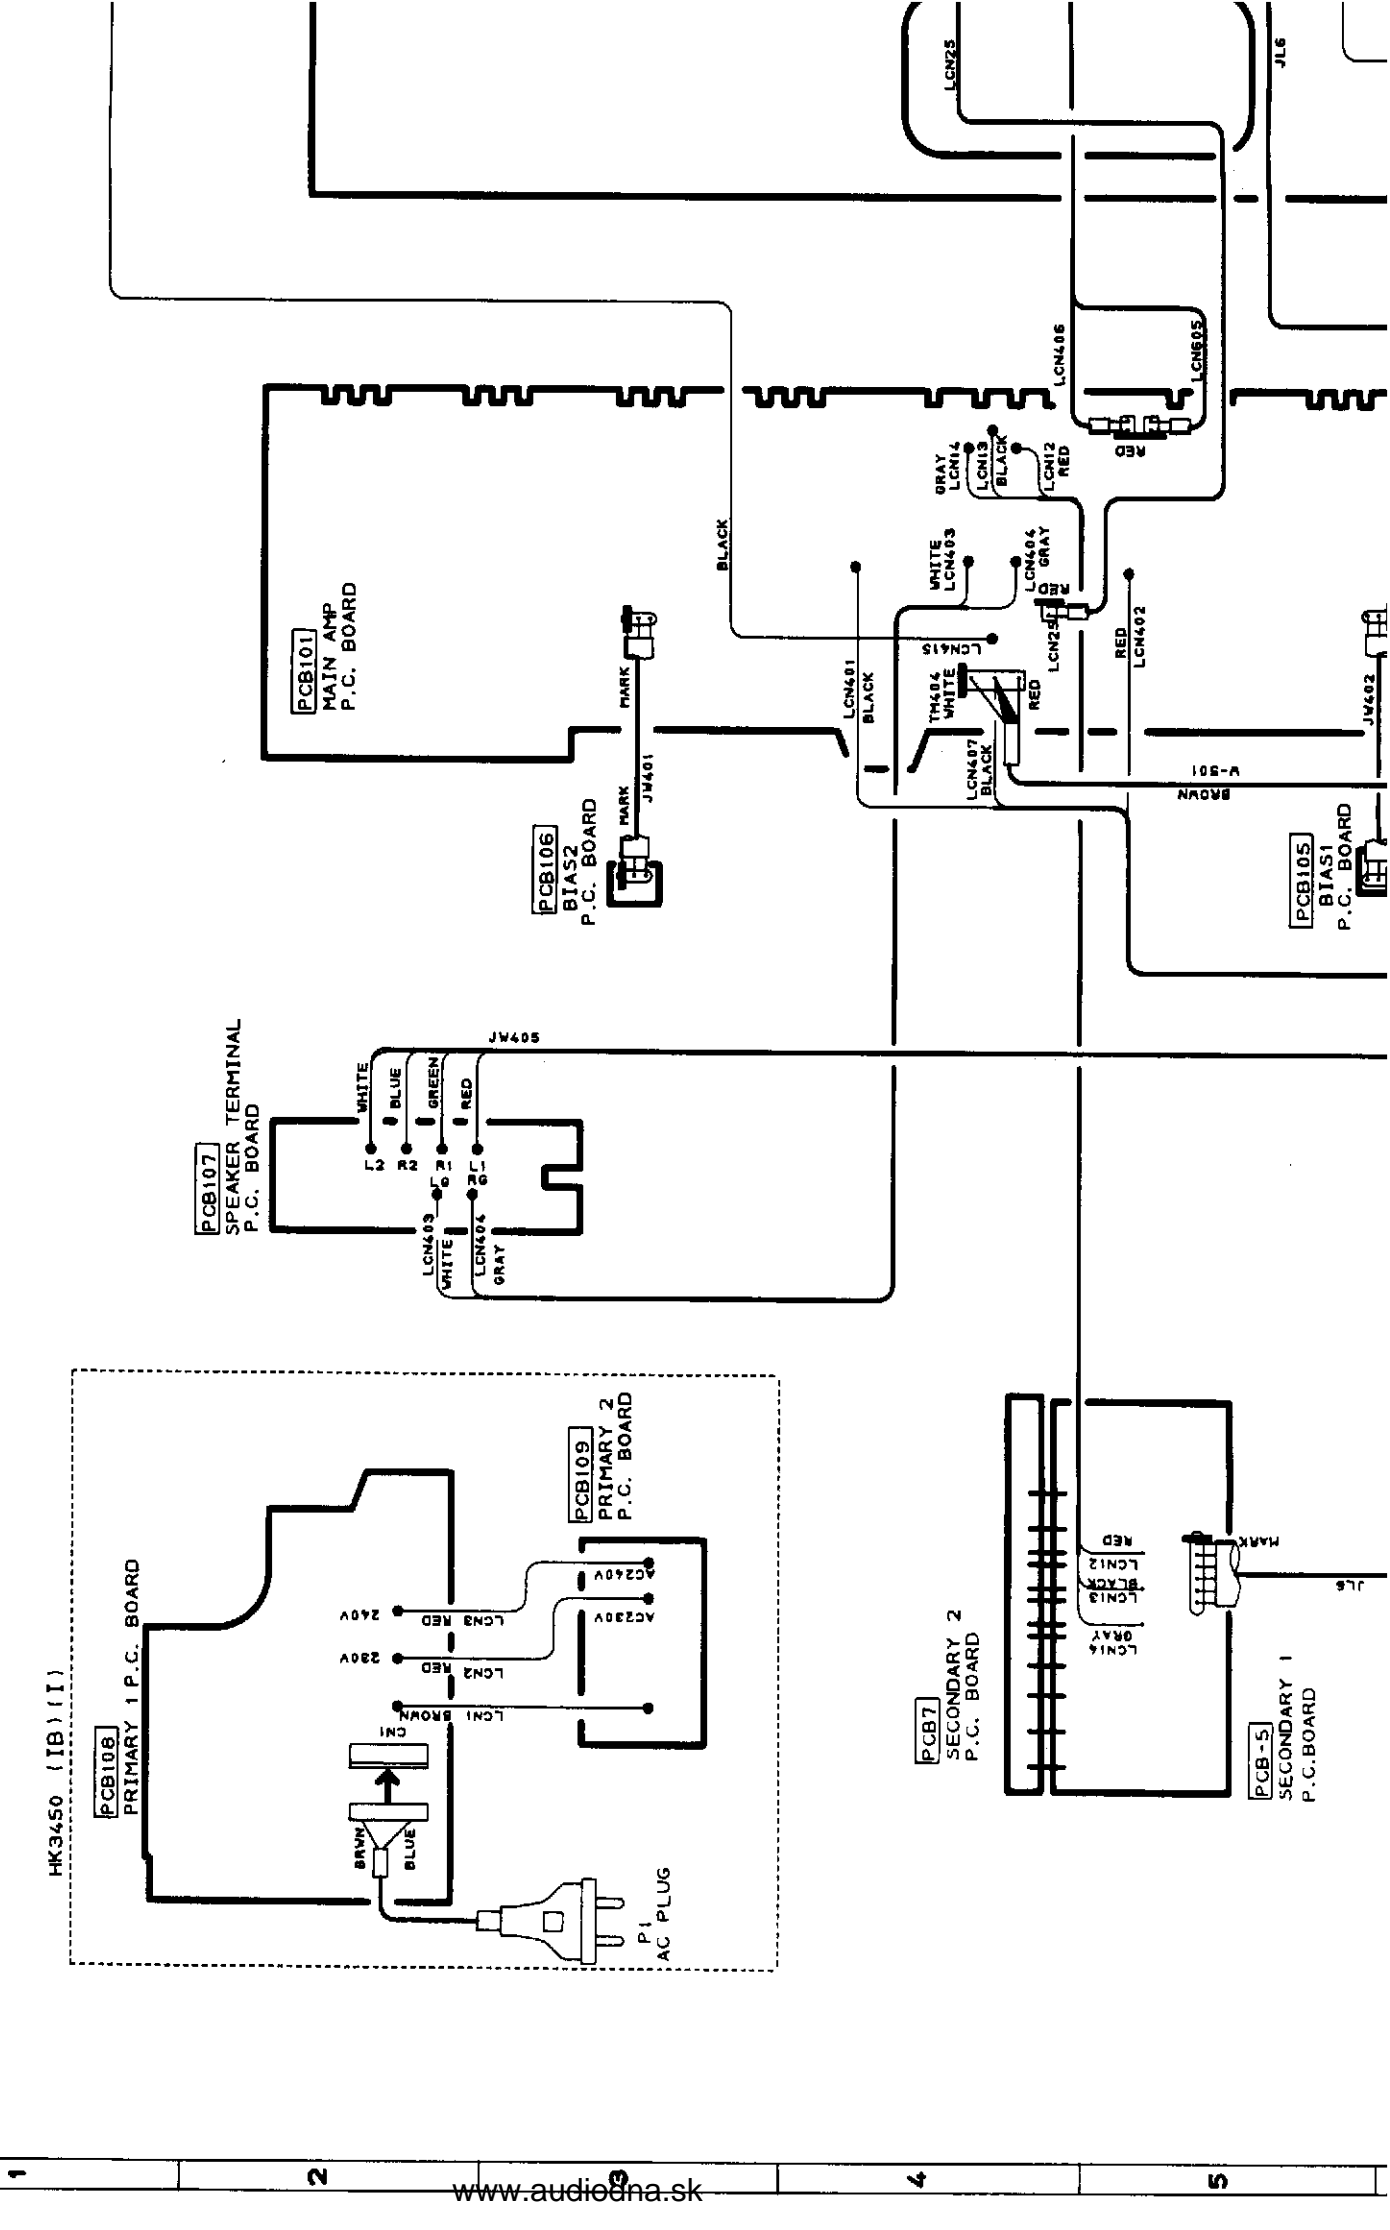 LCN25
JL6
LCN406
LCN605
RED
GRAY
LCN14
LCN13
BLACK
LCN12
RED
BLACK
WHITE
LCN403
LCN404
GRAY
RED
LCN25
RED
LCN402
LCN415
PCB101
MAIN AMP
P.C. BOARD
MARK
JW401
MARK
LCN401
BLACK
TM404
WHITE
RED
LCN407
BLACK
W-501
BROWN
JW402
PCB106
BIAS2
P.C. BOARD
PCB105
BIAS1
P.C. BOARD
PCB107
SPEAKER TERMINAL
P.C. BOARD
JW405
WHITE
BLUE
GREEN
RED
L2
R2
R1
L1
LG
RG
LCN403
WHITE
LCN404
GRAY
HK3450 (IB)(I)
PCB108
PRIMARY 1 P.C. BOARD
PCB109
PRIMARY 2
P.C. BOARD
240V
RED
LCN3
AC240V
230V
RED
LCN2
AC230V
BROWN
LCN1
CN1
BRWN
BLUE
P1
AC PLUG
PCB7
SECONDARY 2
P.C. BOARD
RED
LCN12
BLACK
LCN13
GRAY
LCN14
MARK
JL6
PCB-5
SECONDARY 1
P.C.BOARD
1
2
3
4
5
www.audiodna.sk